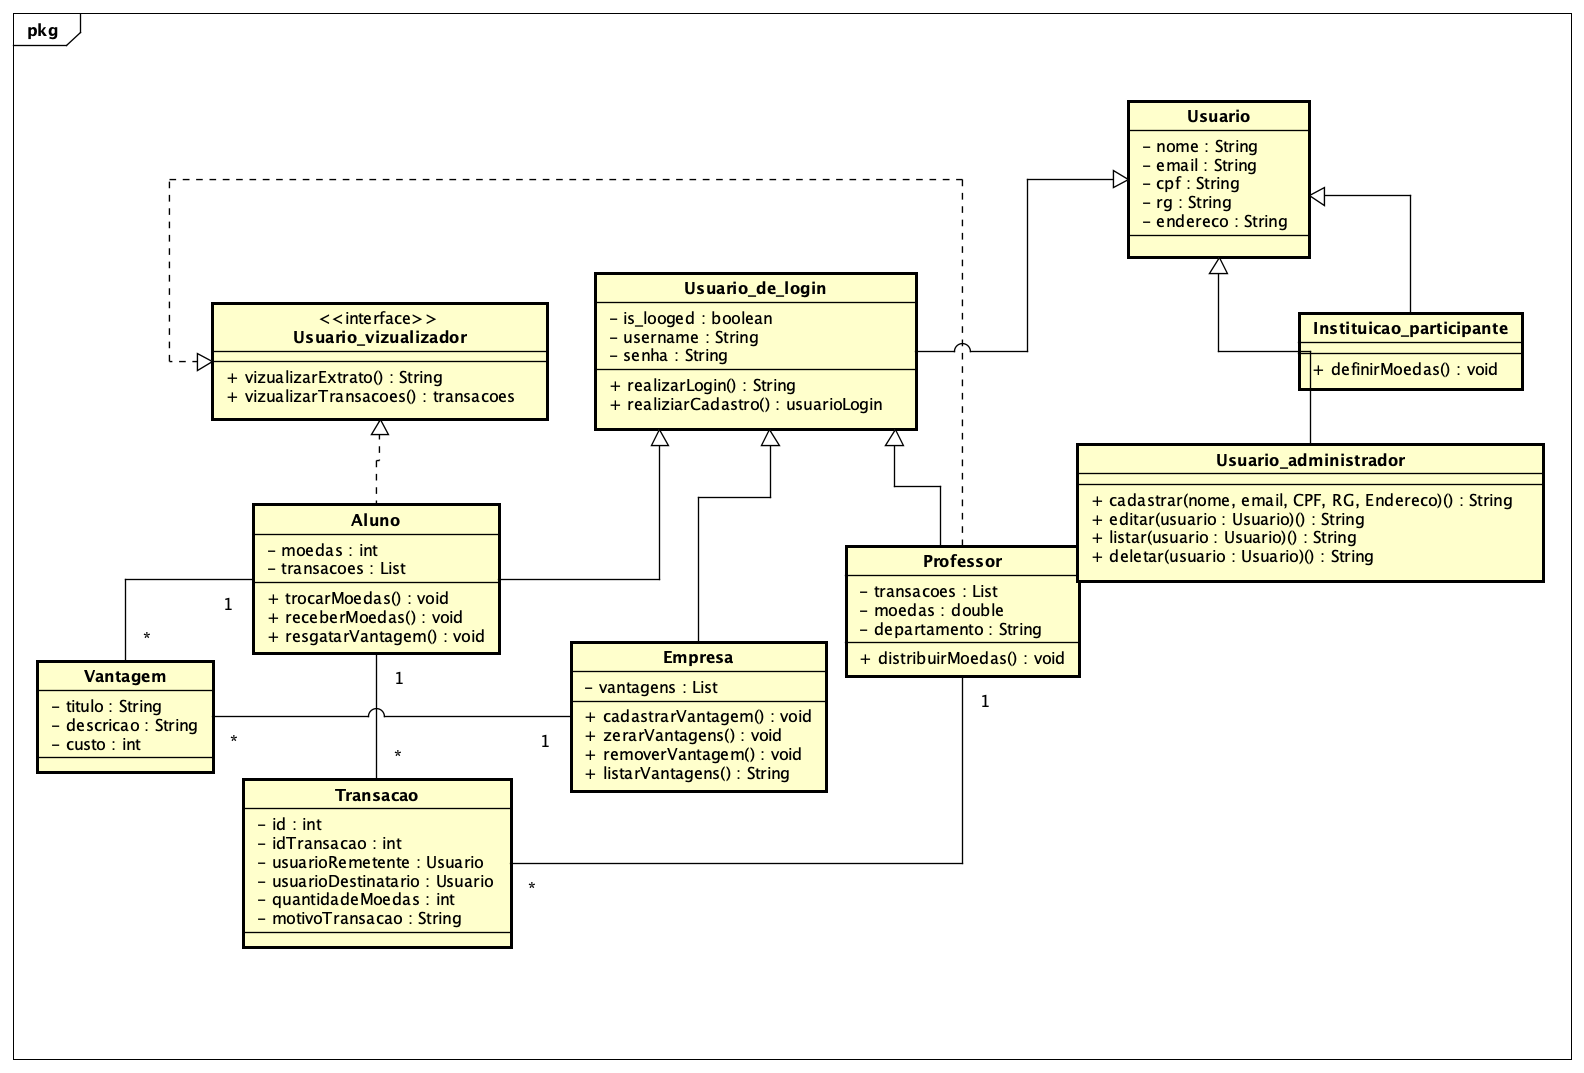 pkg
Usuario
- nome : String
- email : String
- cpf : String
- rg : String
- endereco : String
Usuario_de_login
- is_looged : boolean
- username : String
- senha : String
+ realizarLogin() : String
+ realiziarCadastro() : usuarioLogin
<<interface>>
Usuario_vizualizador
+ vizualizarExtrato() : String
+ vizualizarTransacoes() : transacoes
Instituicao_participante
+ definirMoedas() : void
Usuario_administrador
+ cadastrar(nome, email, CPF, RG, Endereco)() : String
+ editar(usuario : Usuario)() : String
+ listar(usuario : Usuario)() : String
+ deletar(usuario : Usuario)() : String
Aluno
- moedas : int
- transacoes : List
+ trocarMoedas() : void
+ receberMoedas() : void
+ resgatarVantagem() : void
Professor
- transacoes : List
- moedas : double
- departamento : String
+ distribuirMoedas() : void
1
*
Vantagem
- titulo : String
- descricao : String
- custo : int
Empresa
- vantagens : List
+ cadastrarVantagem() : void
+ zerarVantagens() : void
+ removerVantagem() : void
+ listarVantagens() : String
1
1
*
1
*
Transacao
- id : int
- idTransacao : int
- usuarioRemetente : Usuario
- usuarioDestinatario : Usuario
- quantidadeMoedas : int
- motivoTransacao : String
*